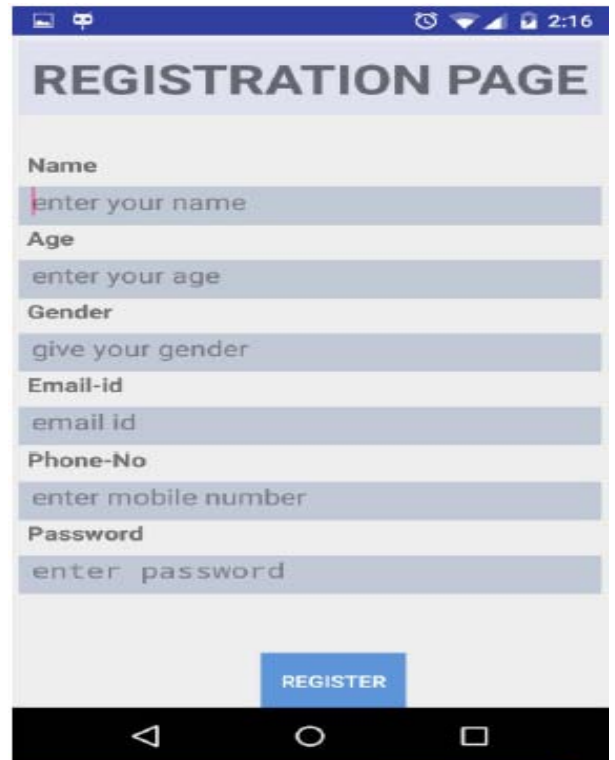 2:16
REGISTRATION PAGE
Name
enter your name
Age
enter your age
Gender
give your gender
Email-id
email id
Phone-No
enter mobile number
Password
enter password
REGISTER